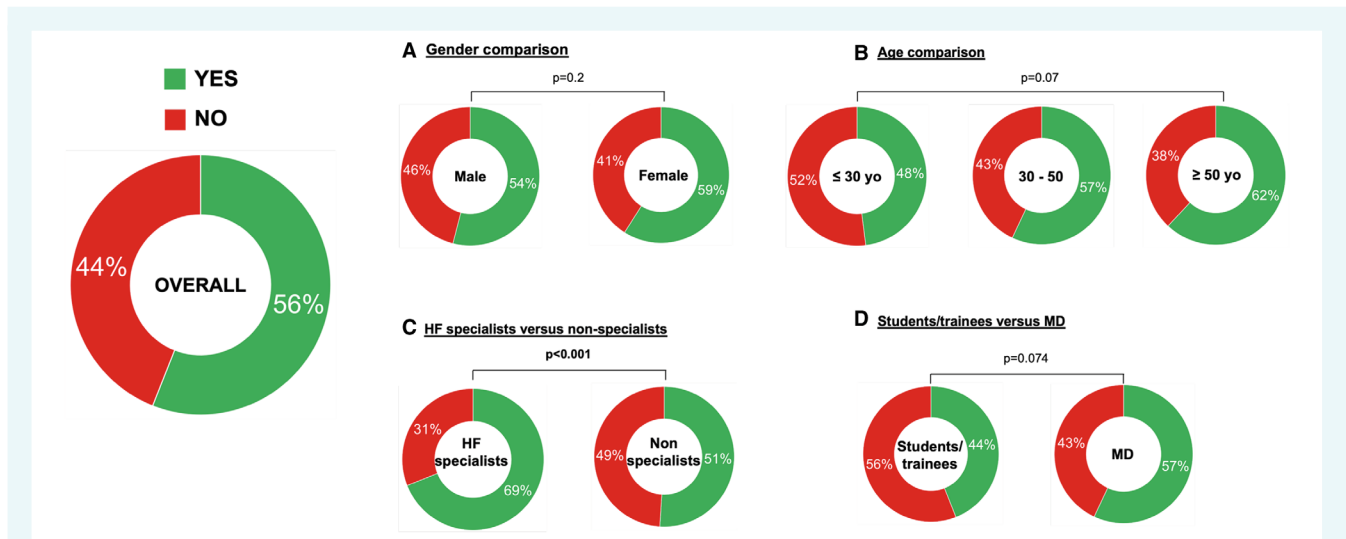 YES
NO
44%
OVERALL
56%
A Gender comparison
p=0.2
46%
Male
54%
41%
Female
59%
B Age comparison
p=0.07
52%
≤ 30 yo
48%
43%
30 - 50
57%
38%
≥ 50 yo
62%
C HF specialists versus non-specialists
p<0.001
31%
HF
specialists
69%
49%
Non
specialists
51%
D Students/trainees versus MD
p=0.074
56%
Students/
trainees
44%
43%
MD
57%